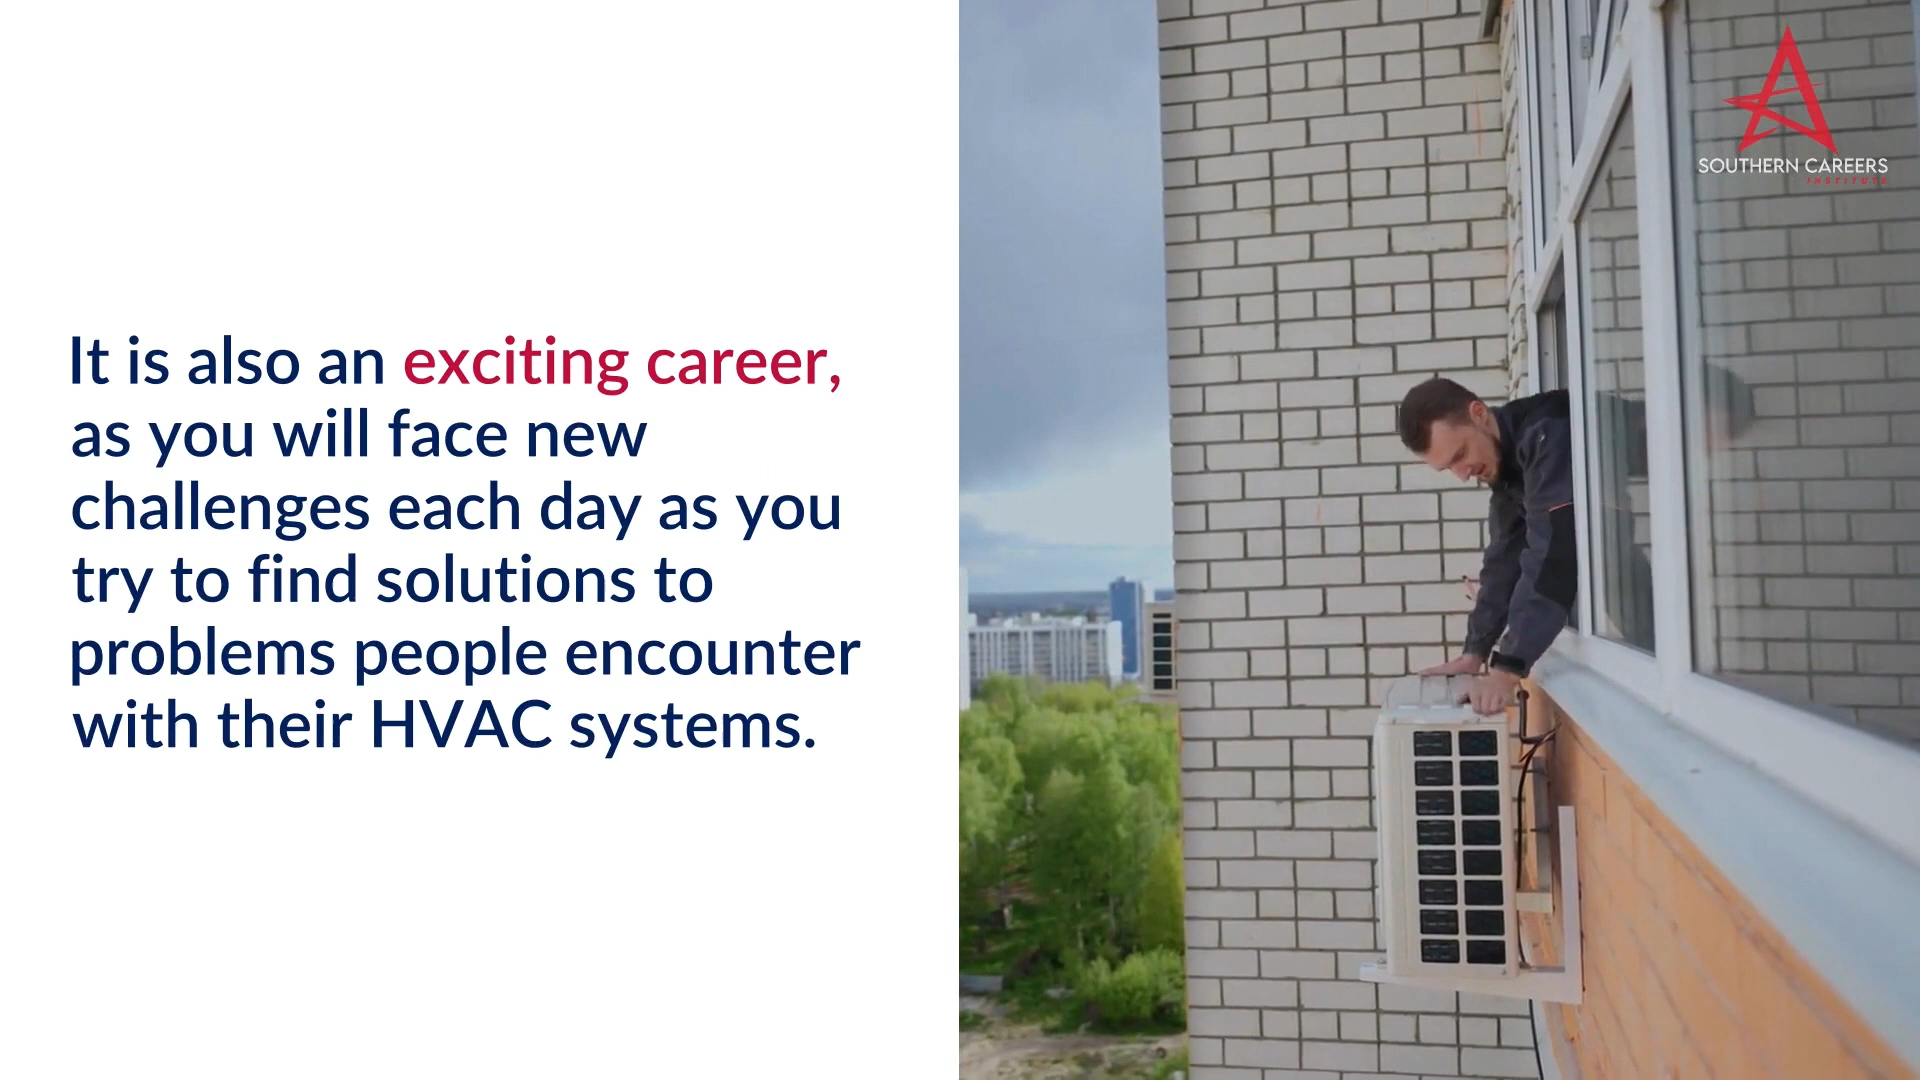 It is also an exciting career,
as you will face new
challenges each day as you
try to find solutions to
problems people encounter
with their HVAC systems.
SOUTHERN CAREERS
INSTITUTE